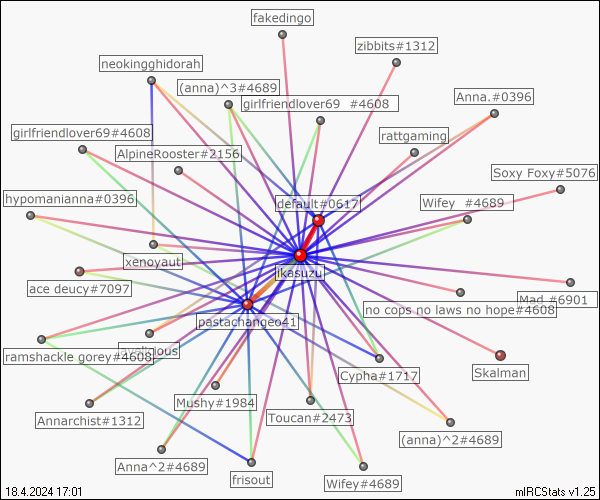 fakedingo
zibbits#1312
neokingghidorah
(anna)^3#4689
girlfriendlover69 #4608
Anna.#0396
girlfriendlover69#4608
rattgaming
AlpineRooster#2156
Soxy Foxy#5076
hypomanianna#0396
default#0617
Wifey #4689
xenoyaut
ikasuzu
ace deucy#7097
Mad #6901
no cops no laws no hope#4608
pastachangeo41
ramshackle gorey#4608
Cypha#1717
Skalman
Mushy#1984
Annarchist#1312
Toucan#2473
(anna)^2#4689
Anna^2#4689
frisout
Wifey#4689
18.4.2024 17:01
mIRCStats v1.25